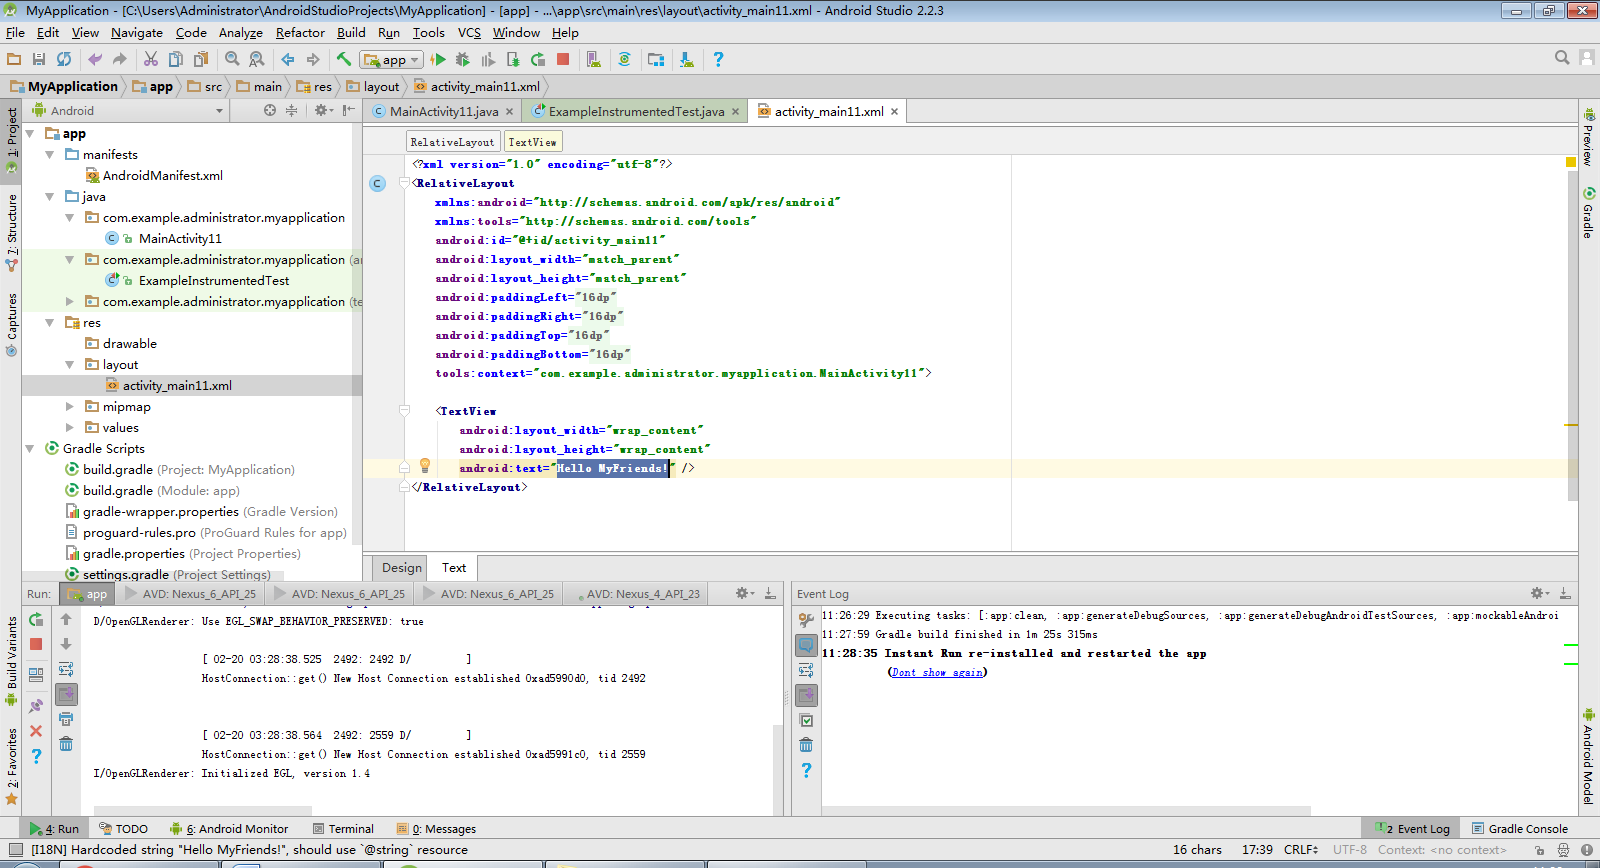 MyApplication - [C:\Users\Administrator\AndroidStudioProjects\MyApplication] - [app] - ...\app\src\main\res\layout\activity_main11.xml - Android Studio 2.2.3
File Edit View Navigate Code Analyze Refactor Build Run Tools VCS Window Help
app
MyApplication app src main res layout activity_main11.xml
Android
MainActivity11.java ExampleInstrumentedTest.java activity_main11.xml
1: Project
7: Structure
Captures
Build Variants
2: Favorites
app
manifests
AndroidManifest.xml
java
com.example.administrator.myapplication
MainActivity11
com.example.administrator.myapplication (an
ExampleInstrumentedTest
com.example.administrator.myapplication (te
res
drawable
layout
activity_main11.xml
mipmap
values
Gradle Scripts
build.gradle (Project: MyApplication)
build.gradle (Module: app)
gradle-wrapper.properties (Gradle Version)
proguard-rules.pro (ProGuard Rules for app)
gradle.properties (Project Properties)
settings.gradle (Project Settings)
RelativeLayout TextView
<?xml version="1.0" encoding="utf-8"?>
<RelativeLayout
xmlns:android="http://schemas.android.com/apk/res/android"
xmlns:tools="http://schemas.android.com/tools"
android:id="@+id/activity_main11"
android:layout_width="match_parent"
android:layout_height="match_parent"
android:paddingLeft="16dp"
android:paddingRight="16dp"
android:paddingTop="16dp"
android:paddingBottom="16dp"
tools:context="com.example.administrator.myapplication.MainActivity11">
<TextView
android:layout_width="wrap_content"
android:layout_height="wrap_content"
android:text="Hello MyFriends!" />
</RelativeLayout>
Design Text
Preview
Gradle
Android Model
Run: app AVD: Nexus_6_API_25 AVD: Nexus_6_API_25 AVD: Nexus_6_API_25 AVD: Nexus_4_API_23
D/OpenGLRenderer: Use EGL_SWAP_BEHAVIOR_PRESERVED: true
[ 02-20 03:28:38.525 2492: 2492 D/ ]
HostConnection::get() New Host Connection established 0xad5990d0, tid 2492
[ 02-20 03:28:38.564 2492: 2559 D/ ]
HostConnection::get() New Host Connection established 0xad5991c0, tid 2559
I/OpenGLRenderer: Initialized EGL, version 1.4
Event Log
11:26:29 Executing tasks: [:app:clean, :app:generateDebugSources, :app:generateDebugAndroidTestSources, :app:mockableAndroi
11:27:59 Gradle build finished in 1m 25s 315ms
11:28:35 Instant Run re-installed and restarted the app
(Dont show again)
4: Run TODO 6: Android Monitor Terminal 0: Messages 2 Event Log Gradle Console
[I18N] Hardcoded string "Hello MyFriends!", should use `@string` resource 16 chars 17:39 CRLF UTF-8 Context: <no context>